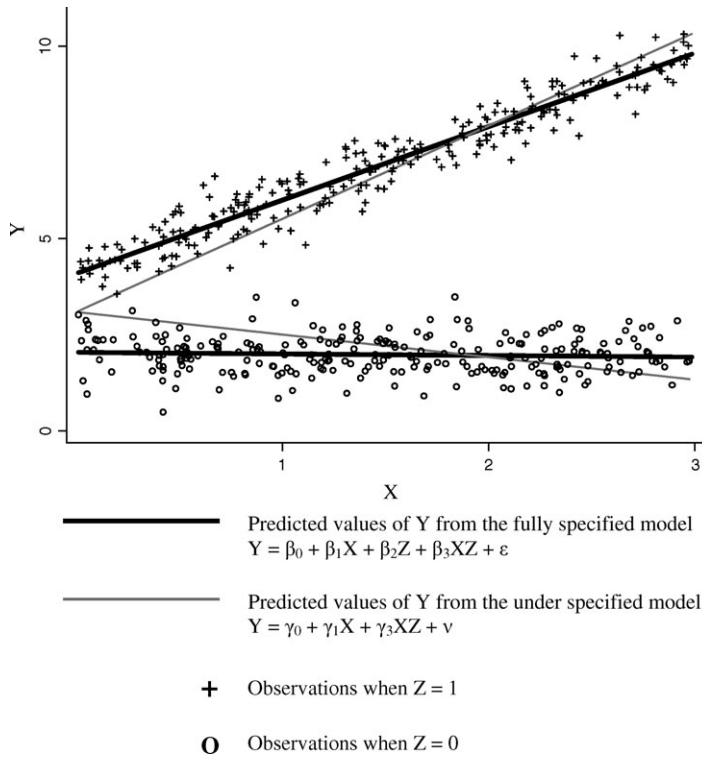 10
Y
5
0
1
2
3
X
Predicted values of Y from the fully specified model
Y = β₀ + β₁X + β₂Z + β₃XZ + ε
Predicted values of Y from the under specified model
Y = γ₀ + γ₁X + γ₃XZ + ν
+ Observations when Z = 1
O Observations when Z = 0